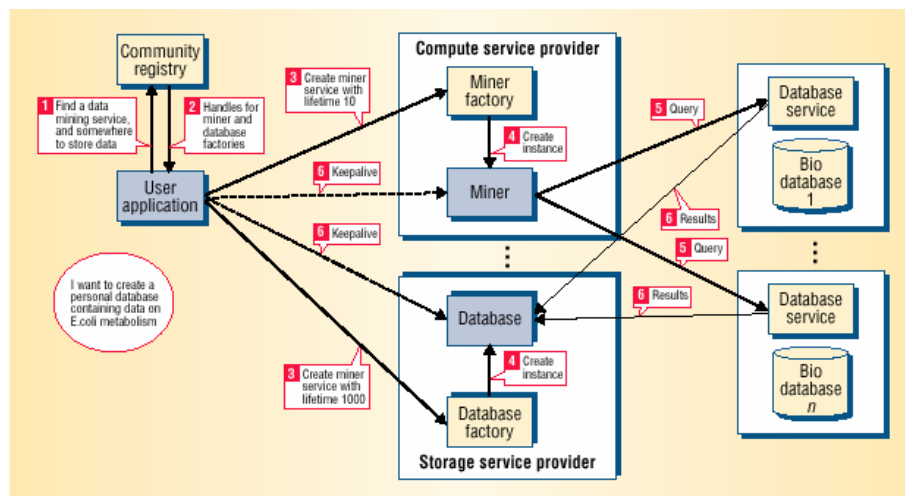 Community
registry
1 Find a data
mining service,
and somewhere
to store data
2 Handles for
miner and
database
factories
User
application
I want to create a
personal database
containing data on
E.coli metabolism
3 Create miner
service with
lifetime 10
6 Keepalive
6 Keepalive
3 Create miner
service with
lifetime 1000
Compute service provider
Miner
factory
4 Create
instance
Miner
Database
4 Create
instance
Database
factory
Storage service provider
5 Query
6 Results
5 Query
6 Results
Database
service
Bio
database
1
Database
service
Bio
database
n